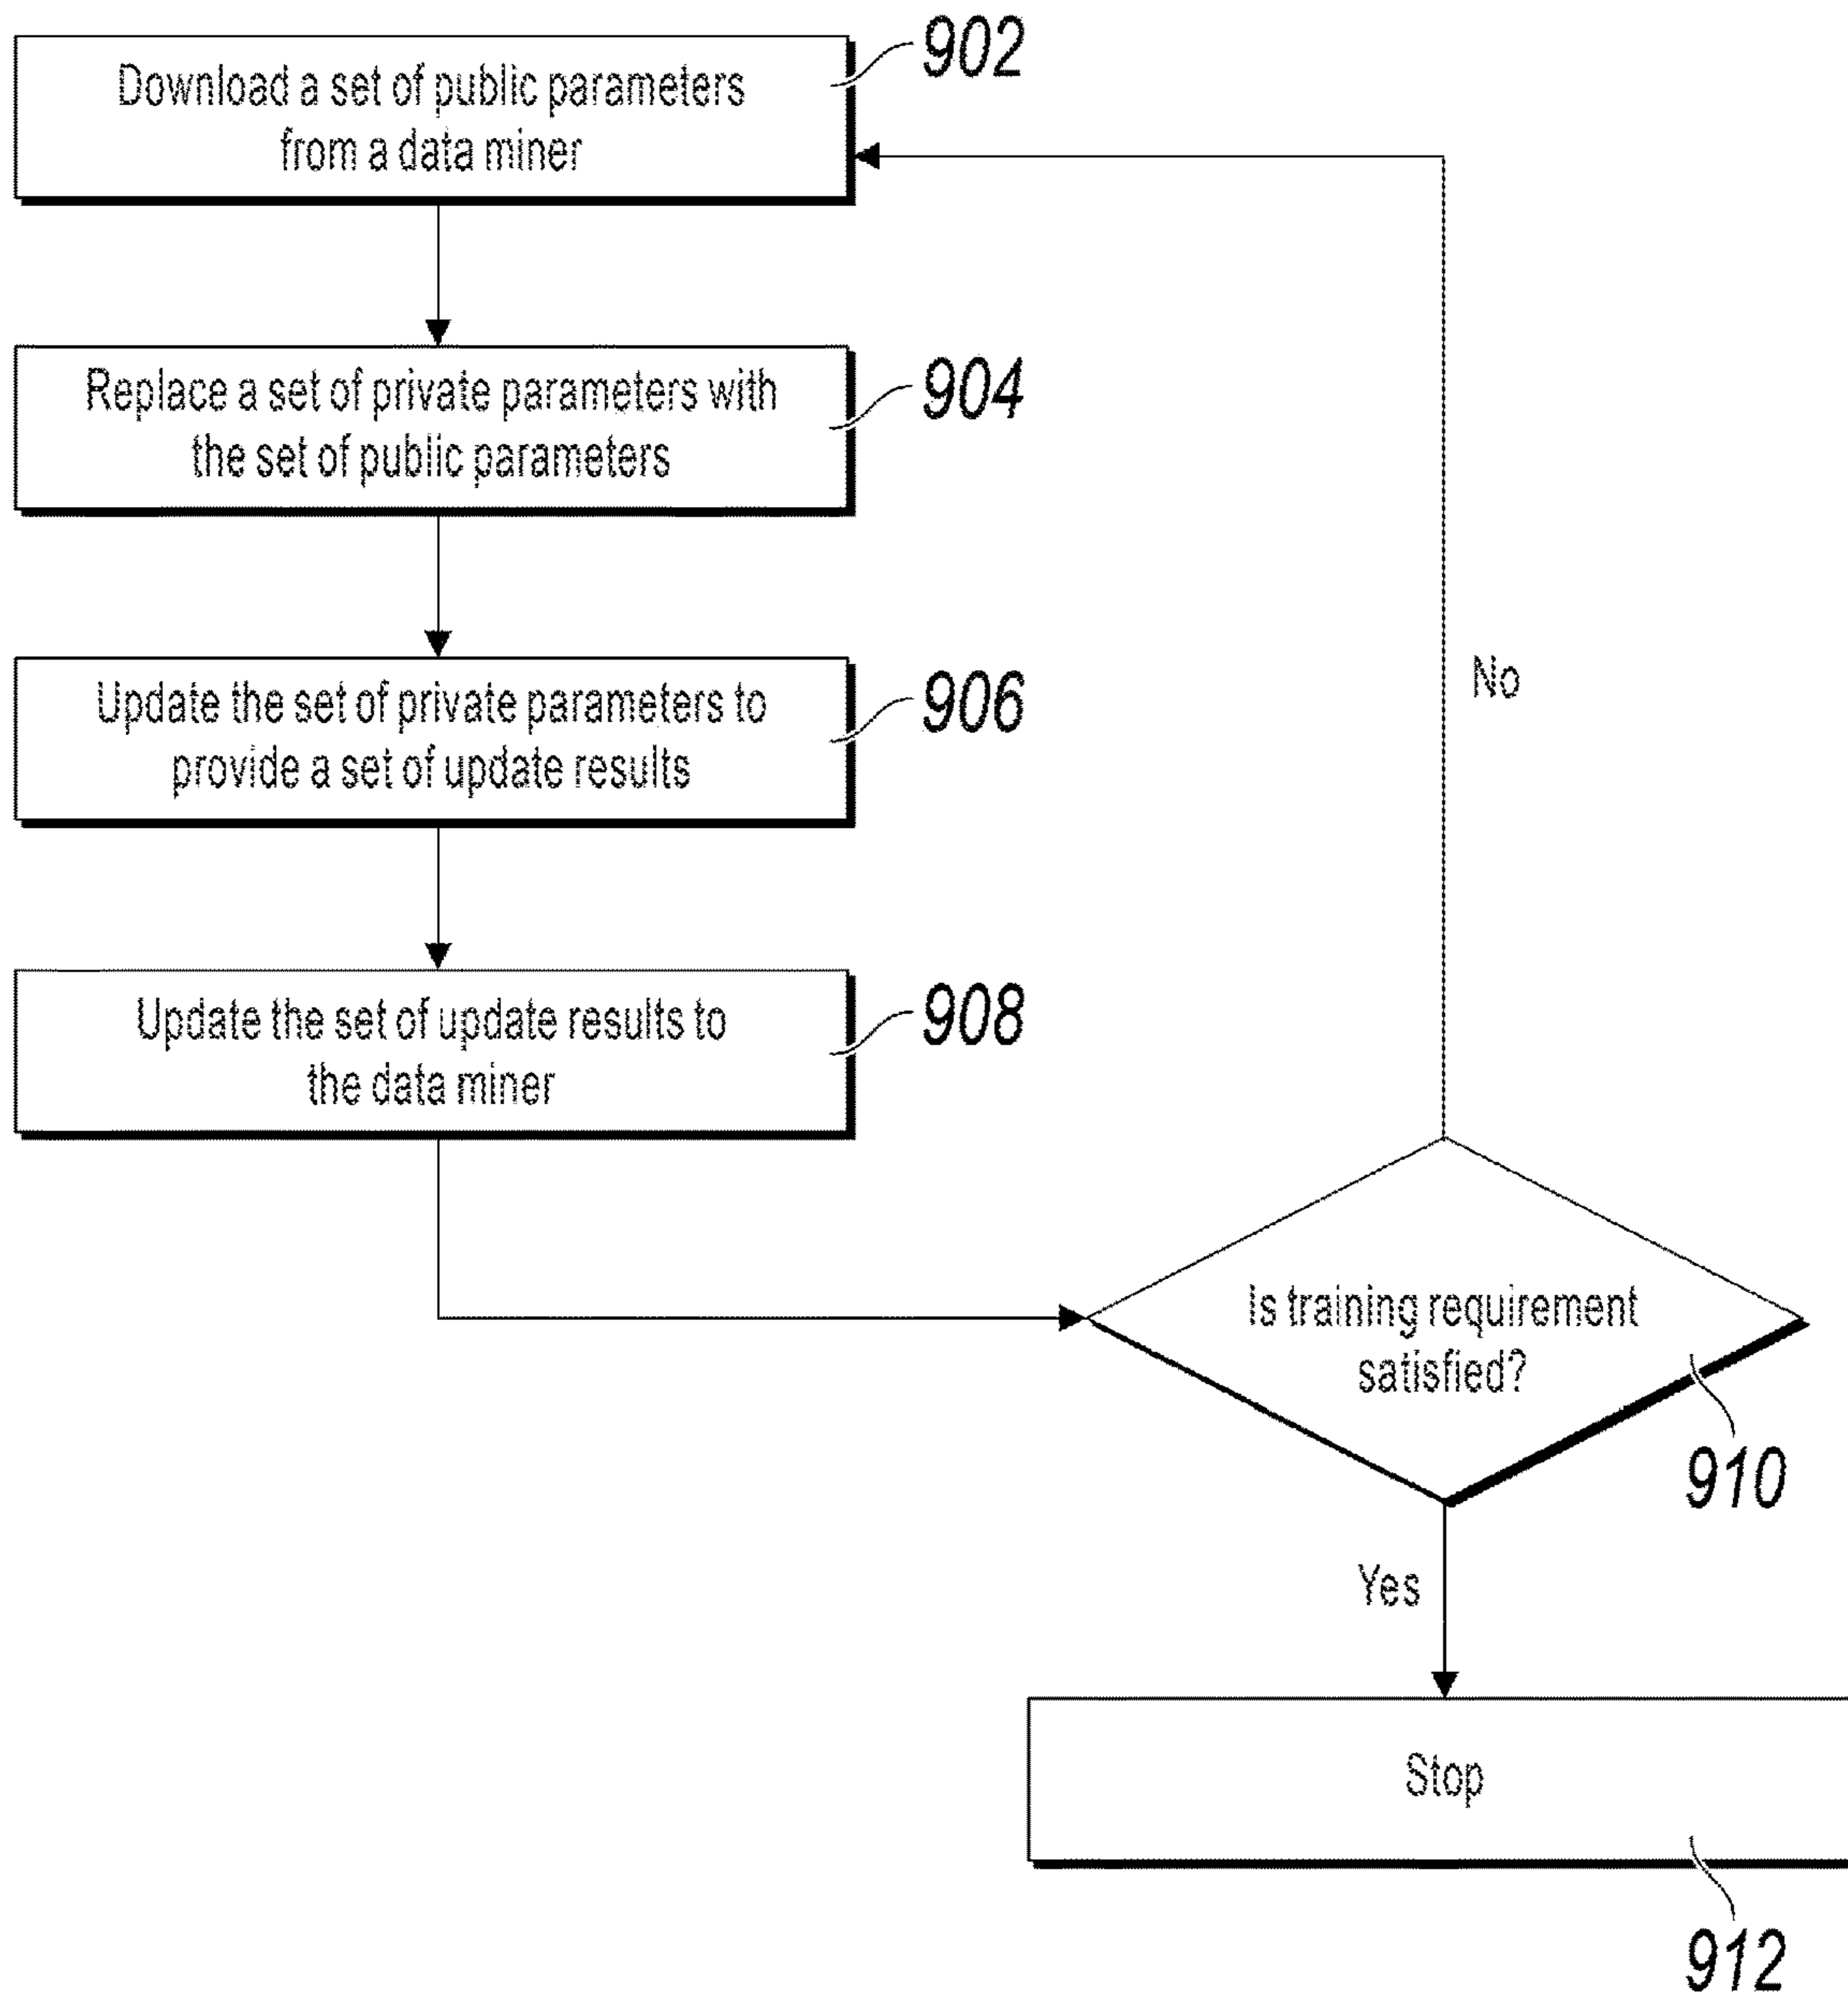 902
Download a set of public parameters
from a data miner
904
Replace a set of private parameters with
the set of public parameters
906
Update the set of private parameters to
provide a set of update results
No
908
Update the set of update results to
the data miner
Is training requirement
satisfied?
910
Yes
Stop
912